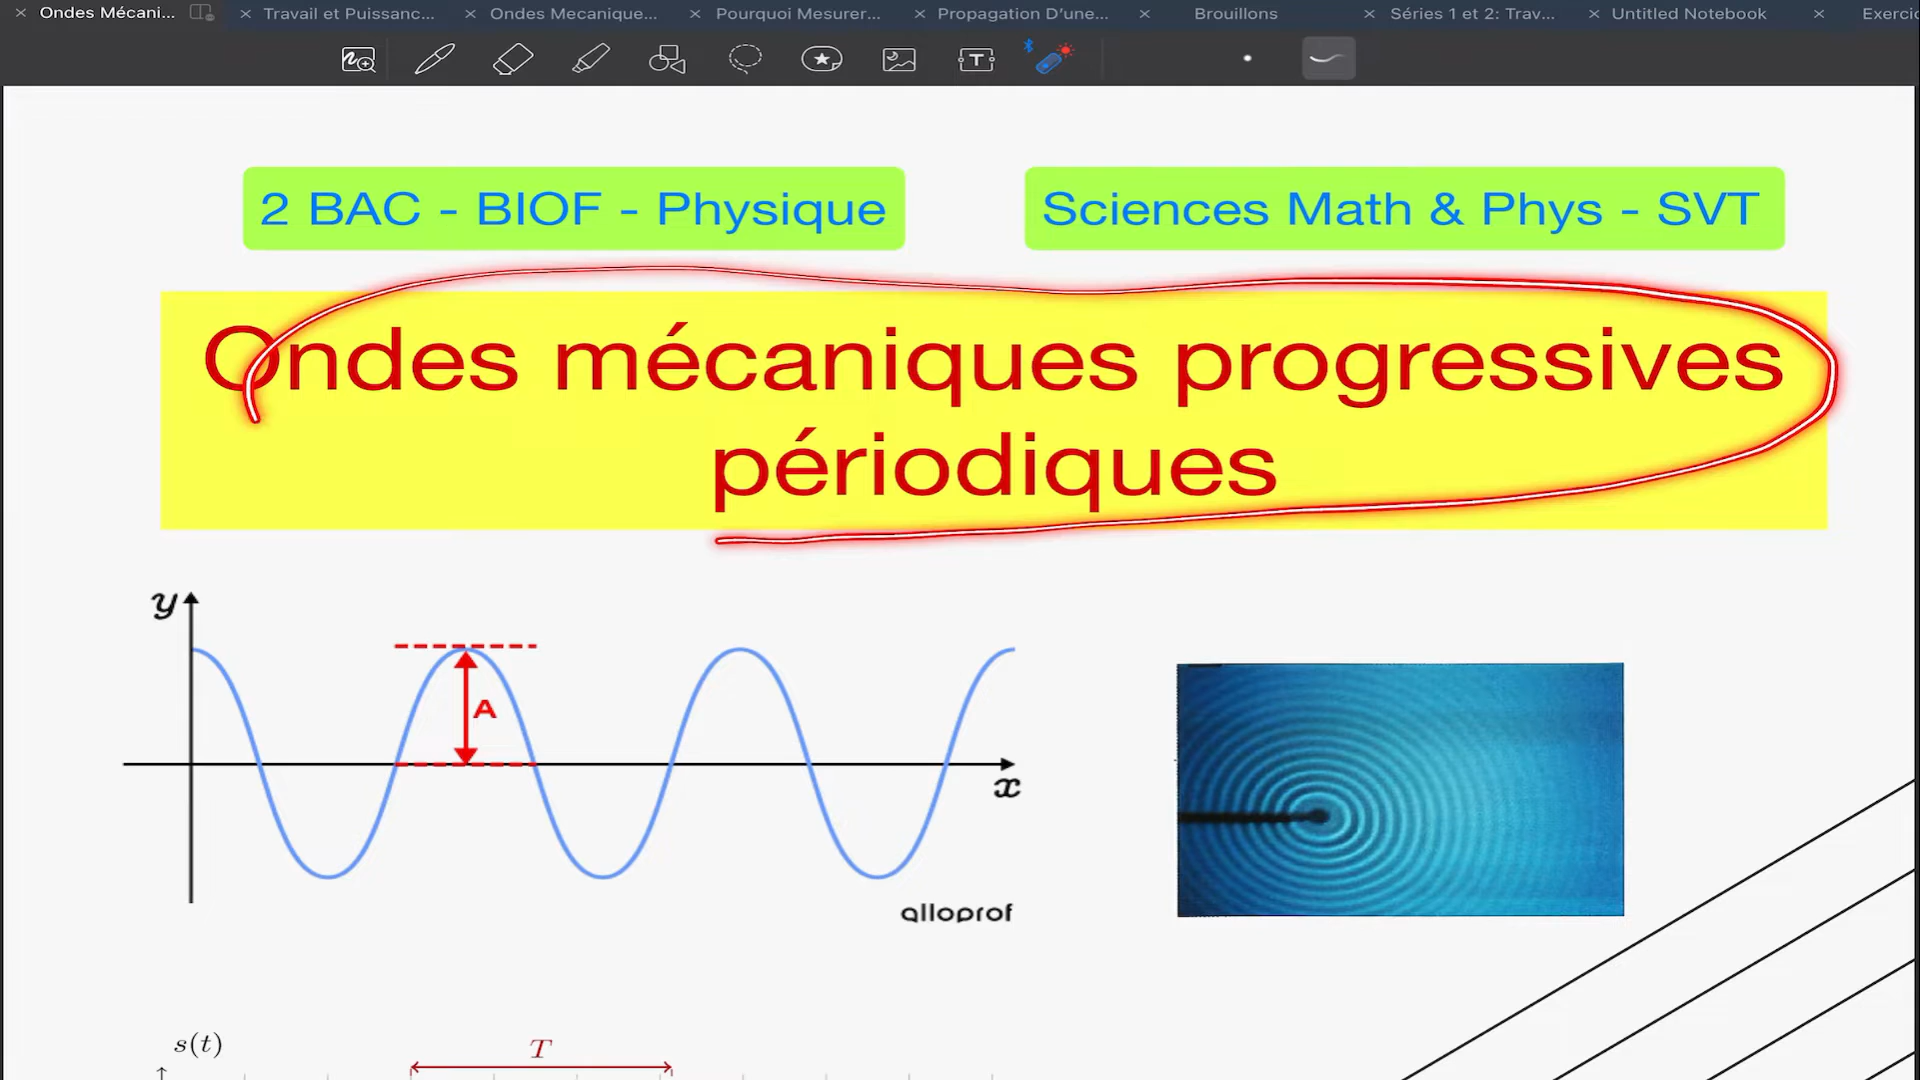 Ondes Mécani...
Travail et Puissanc...
Ondes Mecanique...
Pourquoi Mesurer...
Propagation D'une...
Brouillons
Séries 1 et 2: Trav...
Untitled Notebook
Exercic
2 BAC - BIOF - Physique
Sciences Math & Phys - SVT
Ondes mécaniques progressives
périodiques
y
A
x
alloprof
s(t)
T